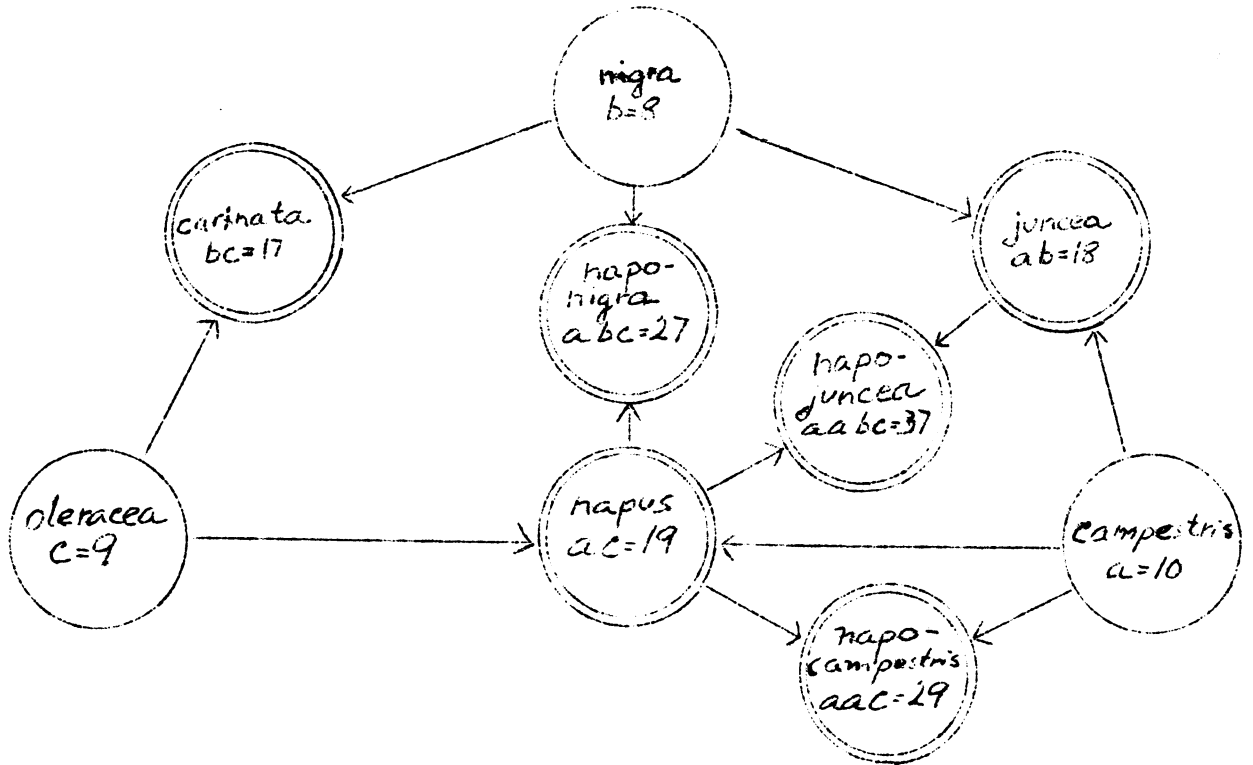 nigra
b=8
carinata
bc=17
juncea
ab=18
napo-
nigra
abc=27
napo-
juncea
aabc=37
oleracea
c=9
napus
ac=19
campestris
a=10
napo-
campestris
aac=29